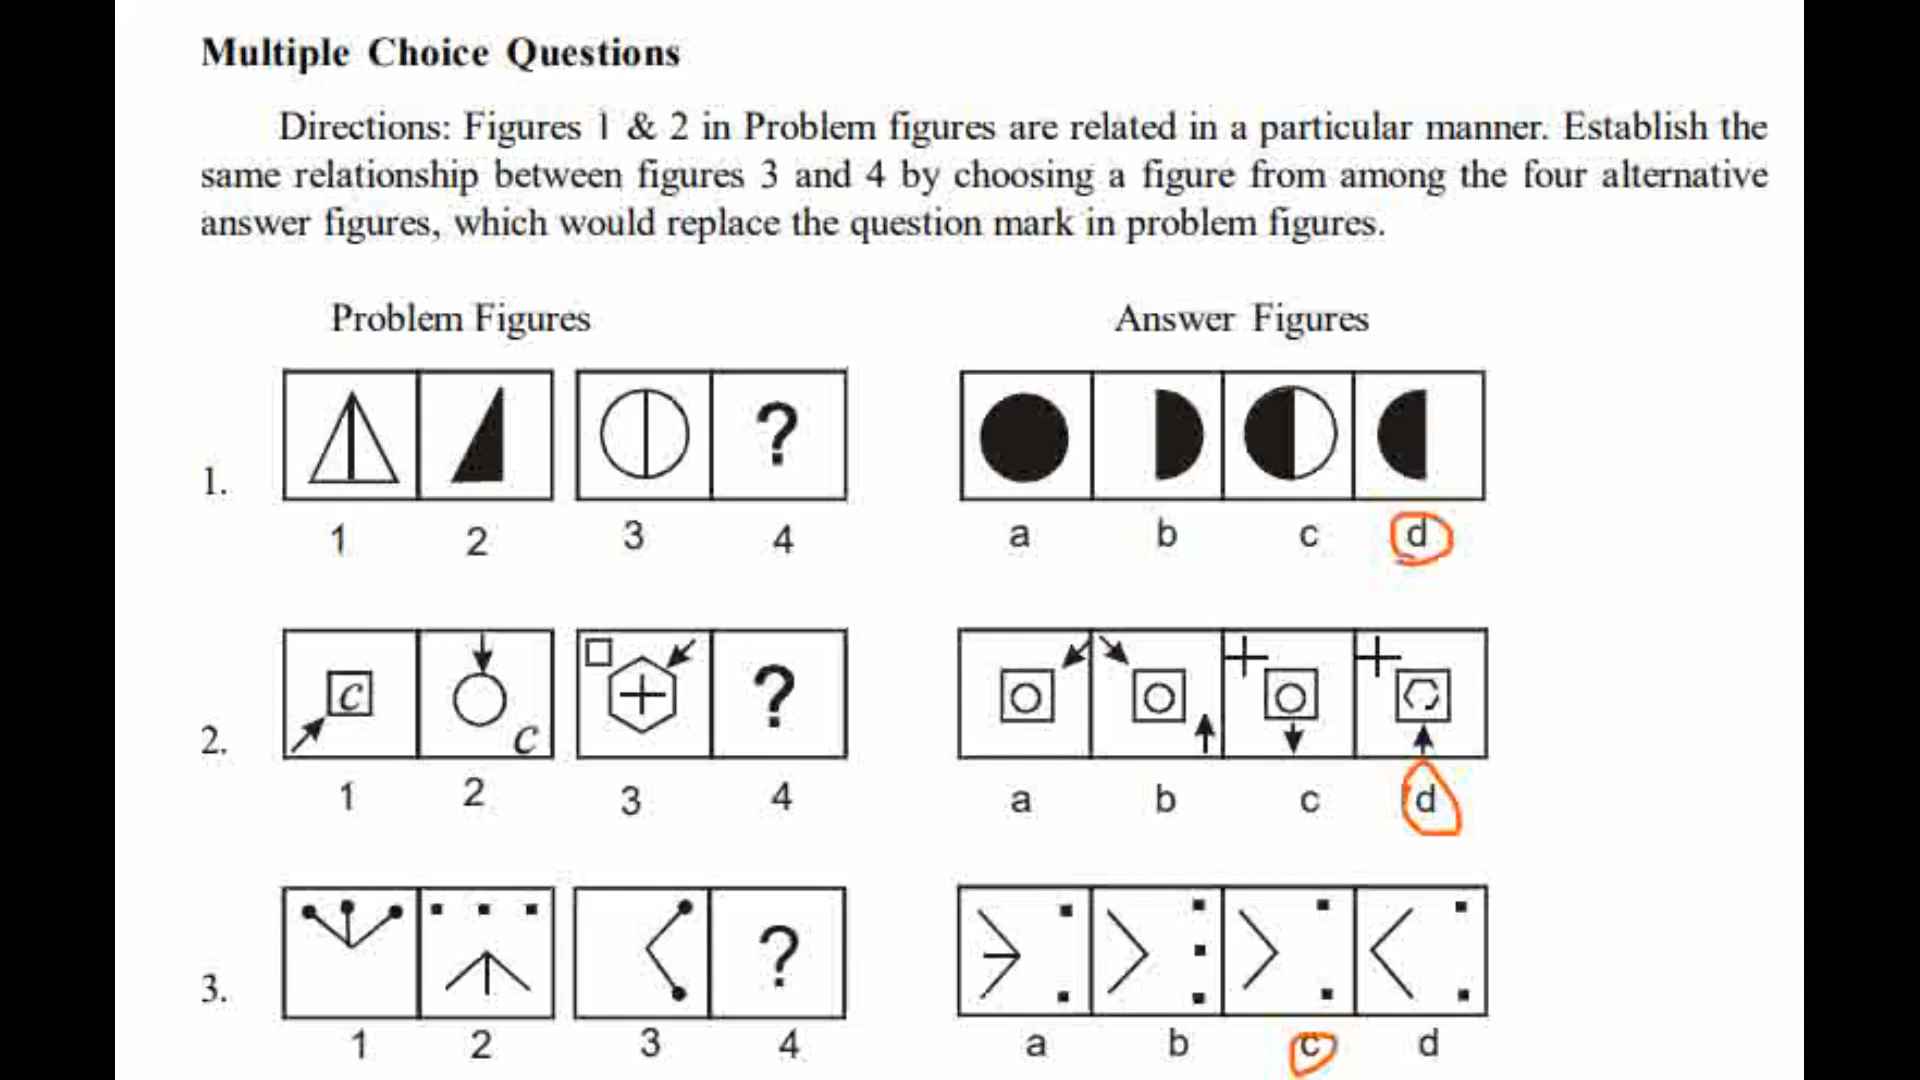 Multiple Choice Questions
Directions: Figures 1 & 2 in Problem figures are related in a particular manner. Establish the
same relationship between figures 3 and 4 by choosing a figure from among the four alternative
answer figures, which would replace the question mark in problem figures.
Problem Figures Answer Figures
?
1.
1 2 3 4 a b c d
c c ?
2.
1 2 3 4 a b c d
?
3.
1 2 3 4 a b c d